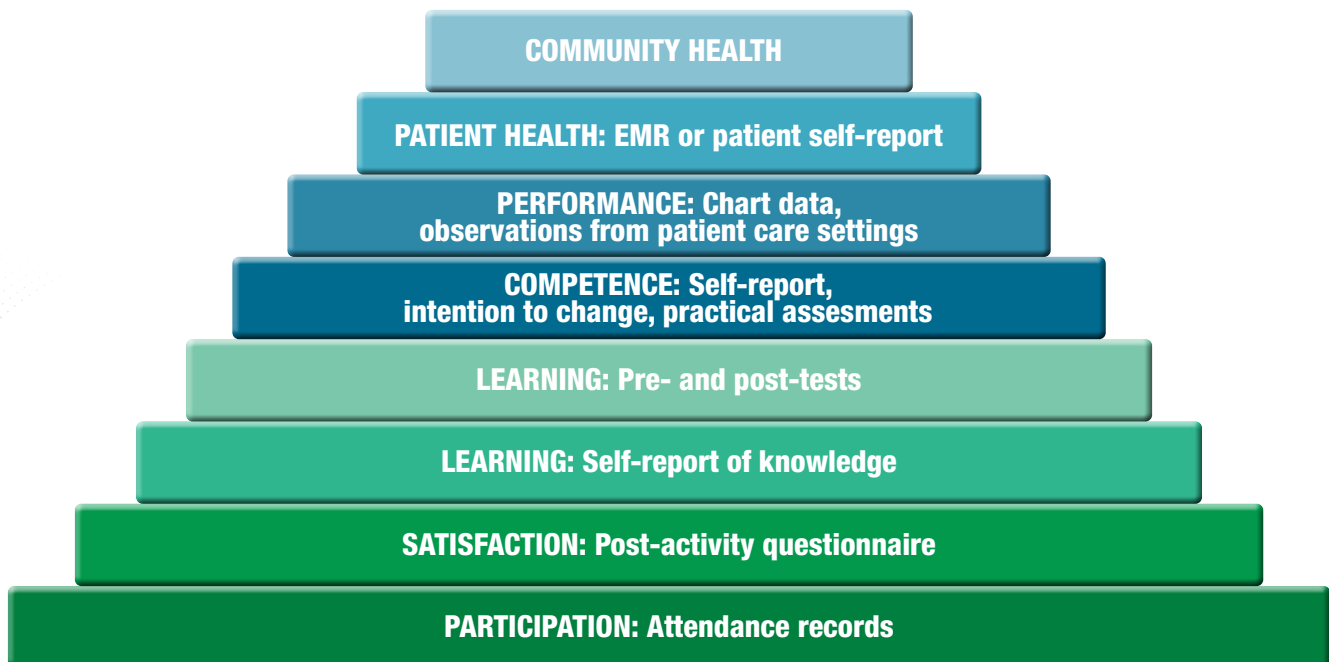 COMMUNITY HEALTH
PATIENT HEALTH: EMR or patient self-report
PERFORMANCE: Chart data,
observations from patient care settings
COMPETENCE: Self-report,
intention to change, practical assesments
LEARNING: Pre- and post-tests
LEARNING: Self-report of knowledge
SATISFACTION: Post-activity questionnaire
PARTICIPATION: Attendance records